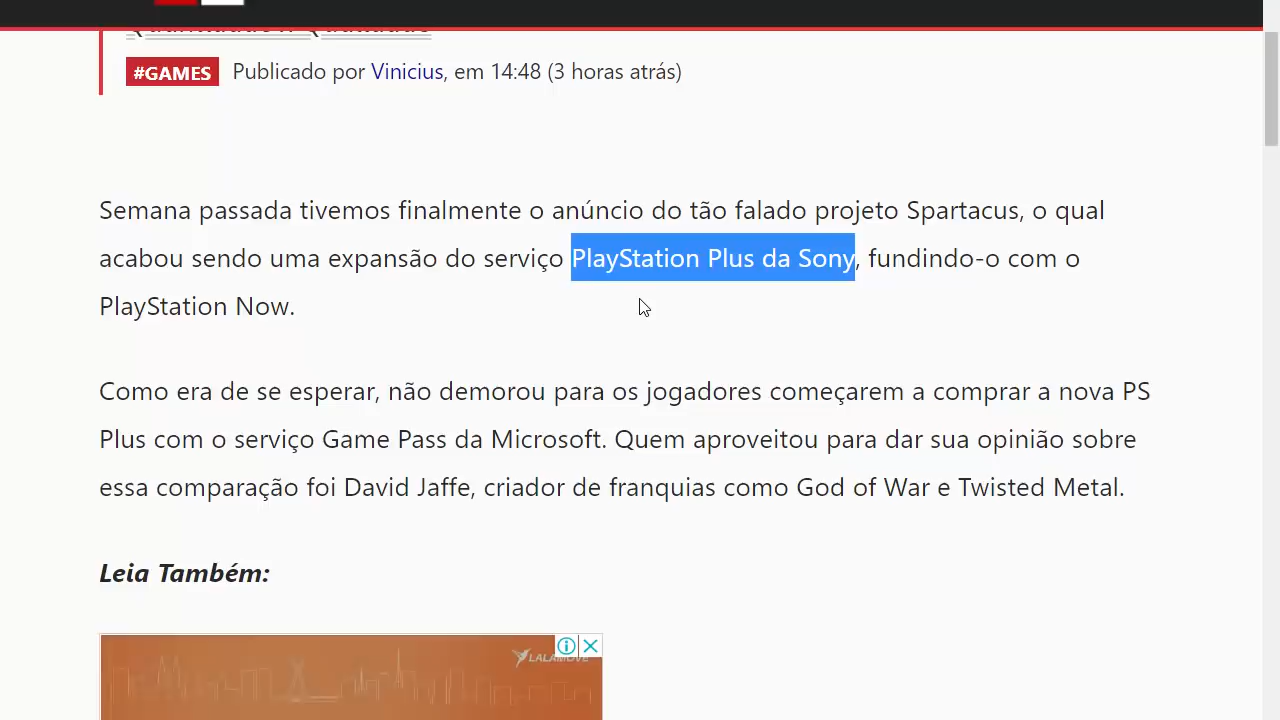 #GAMES Publicado por Vinicius, em 14:48 (3 horas atrás)
Semana passada tivemos finalmente o anúncio do tão falado projeto Spartacus, o qual
acabou sendo uma expansão do serviço PlayStation Plus da Sony, fundindo-o com o
PlayStation Now.
Como era de se esperar, não demorou para os jogadores começarem a comprar a nova PS
Plus com o serviço Game Pass da Microsoft. Quem aproveitou para dar sua opinião sobre
essa comparação foi David Jaffe, criador de franquias como God of War e Twisted Metal.
Leia Também:
LALAMOVE